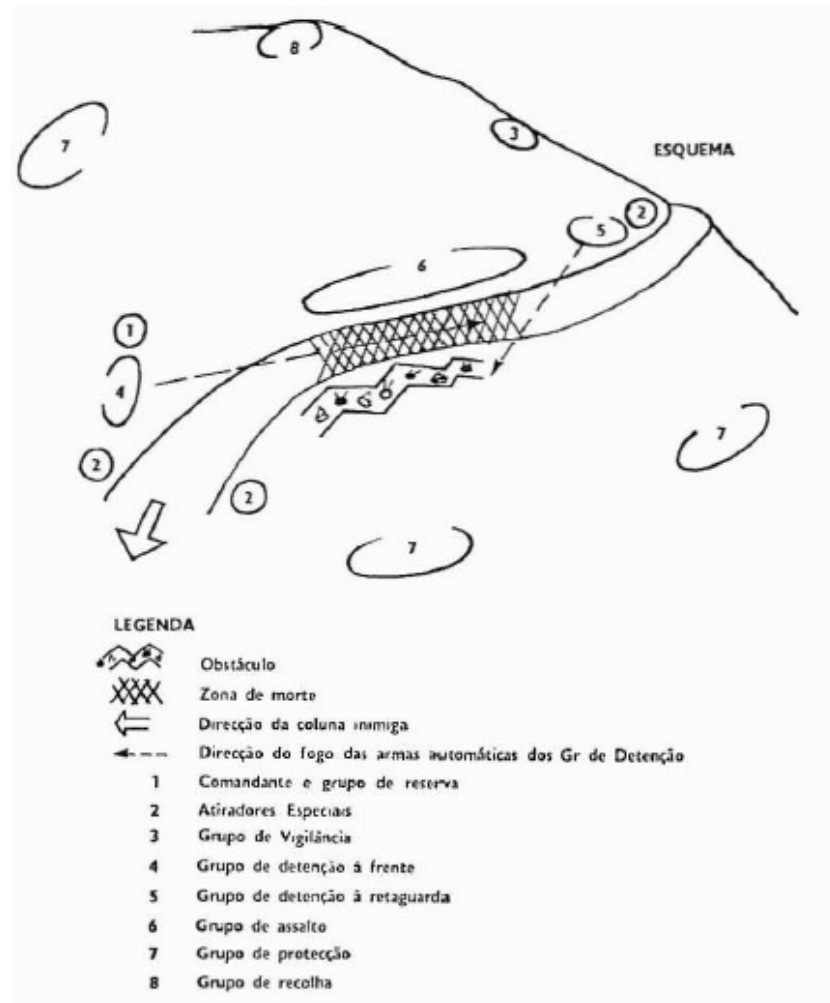 8
3
7
ESQUEMA
2
5
6
1
4
2
7
2
7
LEGENDA
Obstáculo
Zona de morte
Direcção da coluna inimiga
Direcção do fogo das armas automáticas dos Gr de Detenção
1 Comandante e grupo de reserva
2 Atiradores Especiais
3 Grupo de Vigilância
4 Grupo de detenção à frente
5 Grupo de detenção à retaguarda
6 Grupo de assalto
7 Grupo de protecção
8 Grupo de recolha